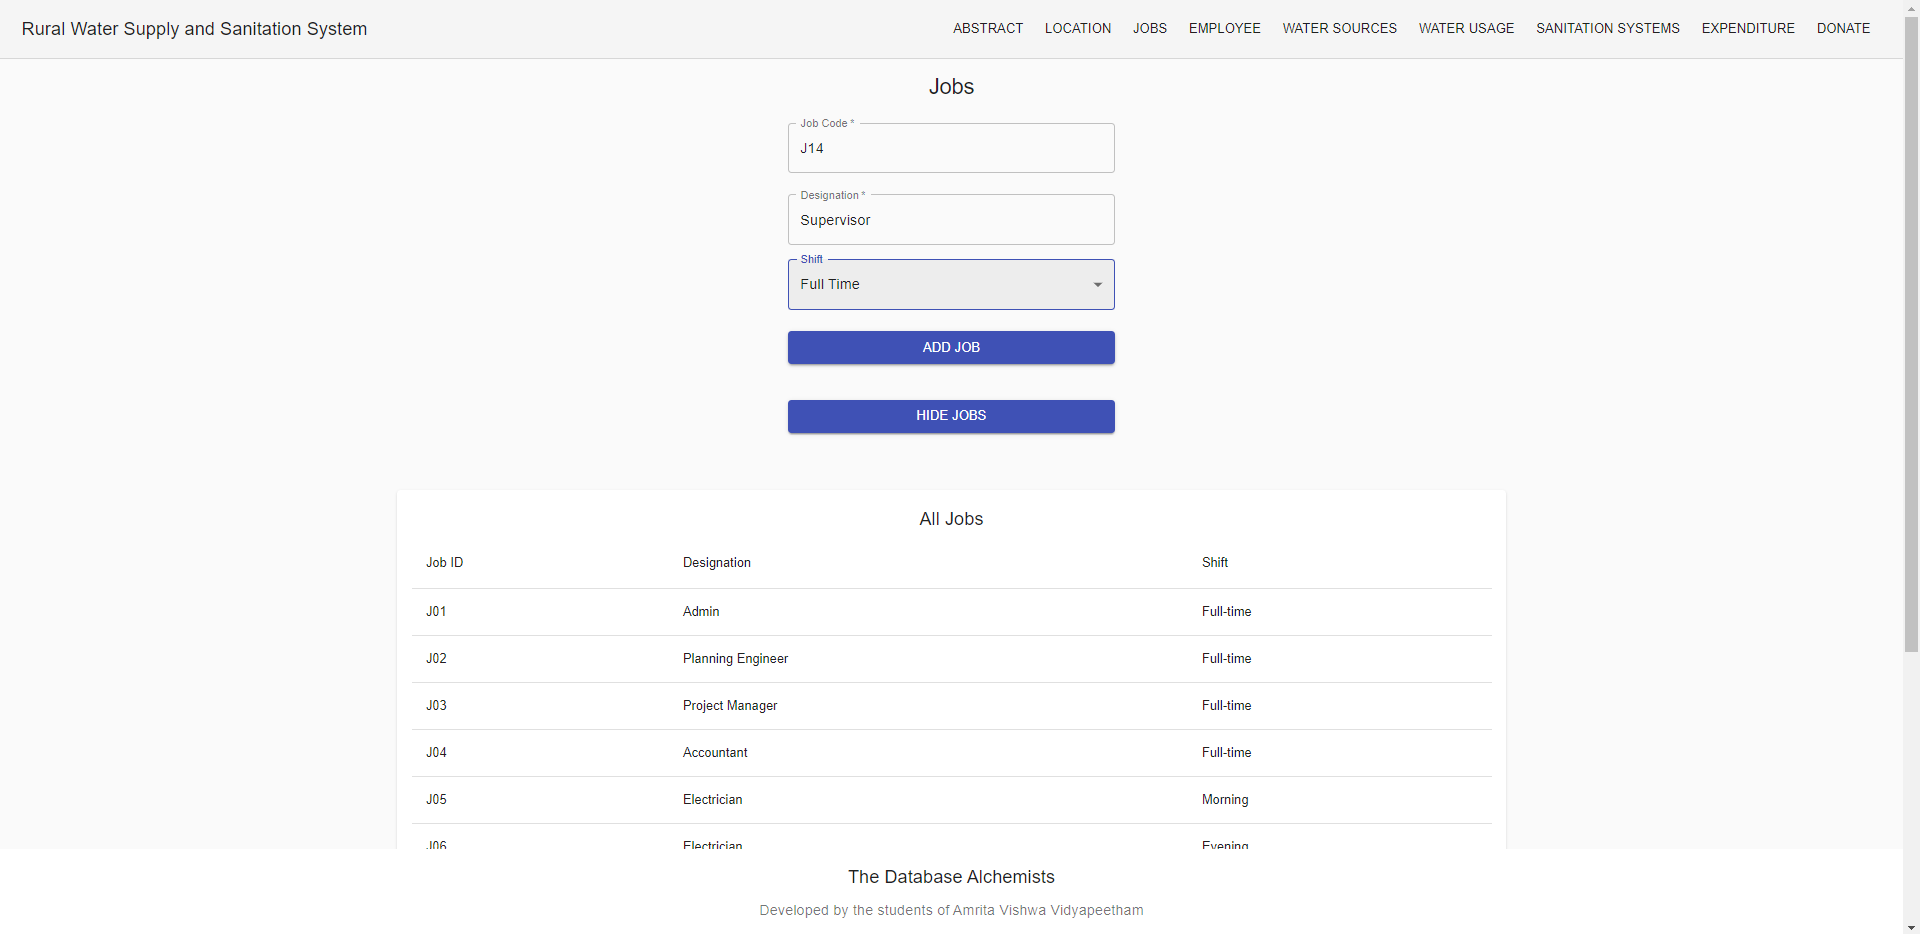 Rural Water Supply and Sanitation System
ABSTRACT LOCATION JOBS EMPLOYEE WATER SOURCES WATER USAGE SANITATION SYSTEMS EXPENDITURE DONATE
Jobs
Job Code *
J14
Designation *
Supervisor
Shift
Full Time
ADD JOB
HIDE JOBS
All Jobs
Job ID Designation Shift
J01 Admin Full-time
J02 Planning Engineer Full-time
J03 Project Manager Full-time
J04 Accountant Full-time
J05 Electrician Morning
J06 Electrician Evening
The Database Alchemists
Developed by the students of Amrita Vishwa Vidyapeetham